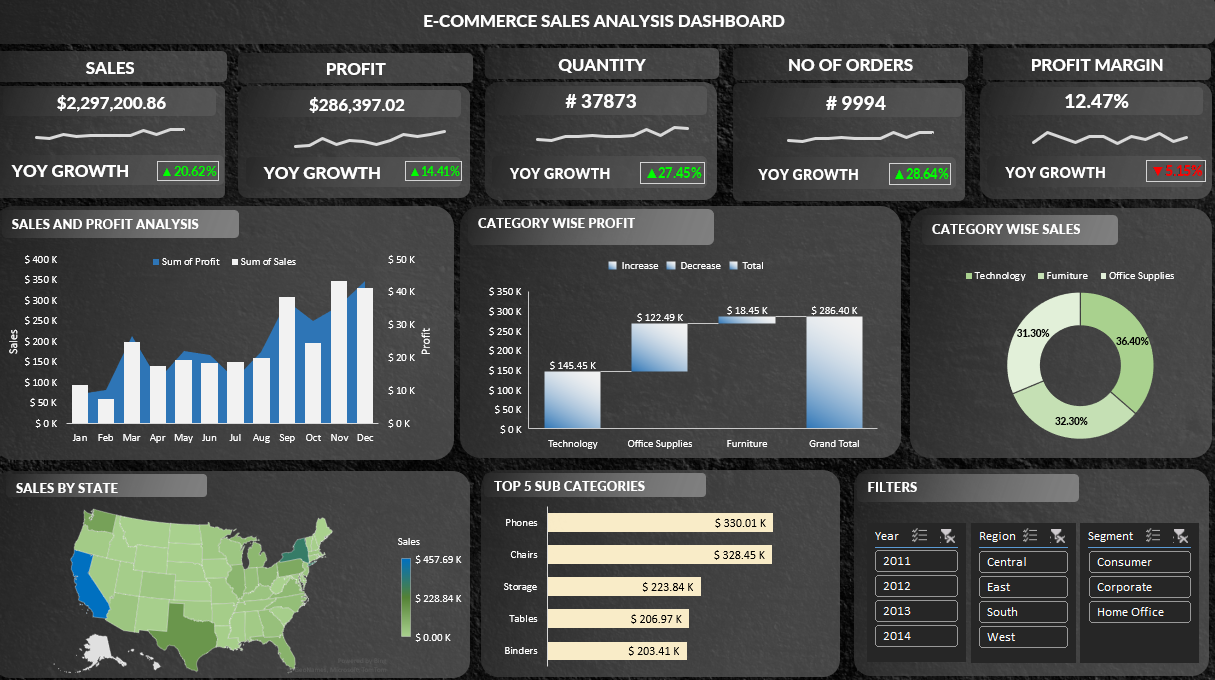 E-COMMERCE SALES ANALYSIS DASHBOARD
SALES
$2,297,200.86
YOY GROWTH
▲20.62%
PROFIT
$286,397.02
YOY GROWTH
▲14.41%
QUANTITY
# 37873
YOY GROWTH
▲27.45%
NO OF ORDERS
# 9994
YOY GROWTH
▲28.64%
PROFIT MARGIN
12.47%
YOY GROWTH
▼5.15%
SALES AND PROFIT ANALYSIS
Sum of Profit
Sum of Sales
$ 400 K
$ 350 K
$ 300 K
$ 250 K
$ 200 K
$ 150 K
$ 100 K
$ 50 K
$ 0 K
Sales
$ 50 K
$ 40 K
$ 30 K
$ 20 K
$ 10 K
$ 0 K
Profit
Jan Feb Mar Apr May Jun Jul Aug Sep Oct Nov Dec
CATEGORY WISE PROFIT
Increase Decrease Total
$ 350 K
$ 300 K
$ 250 K
$ 200 K
$ 150 K
$ 100 K
$ 50 K
$ 0 K
$ 145.45 K
$ 122.49 K
$ 18.45 K
$ 286.40 K
Technology Office Supplies Furniture Grand Total
CATEGORY WISE SALES
Technology Furniture Office Supplies
31.30%
36.40%
32.30%
SALES BY STATE
Sales
$ 457.69 K
$ 228.84 K
$ 0.00 K
TOP 5 SUB CATEGORIES
Phones $ 330.01 K
Chairs $ 328.45 K
Storage $ 223.84 K
Tables $ 206.97 K
Binders $ 203.41 K
FILTERS
Year
2011
2012
2013
2014
Region
Central
East
South
West
Segment
Consumer
Corporate
Home Office